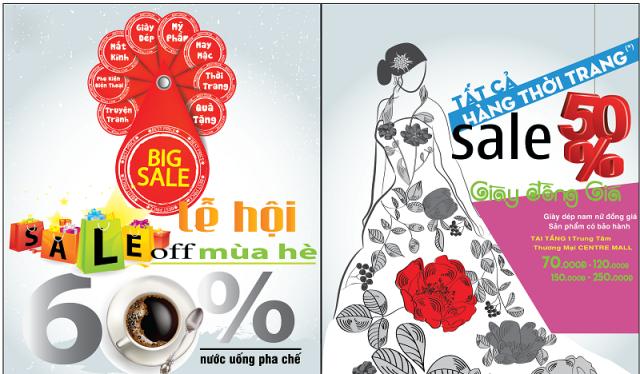 Truyện
Tranh
Phụ Kiện
Điện Thoại
Mắt
Kính
Giày
Dép
Mỹ
Phẩm
May
Mặc
Thời
Trang
Quà
Tặng
BIG
SALE
SALE
lễ hội
off mùa hè
60%
nước uống pha chế
TẤT CẢ
HÀNG THỜI TRANG(*)
sale 50%
Giày đồng Giá
Giày dép nam nữ đồng giá
Sản phẩm có bảo hành
TẠI TẦNG 1 Trung Tâm
Thương Mại CENTRE MALL
70.000Đ -120.000Đ
150.000Đ - 250.000Đ